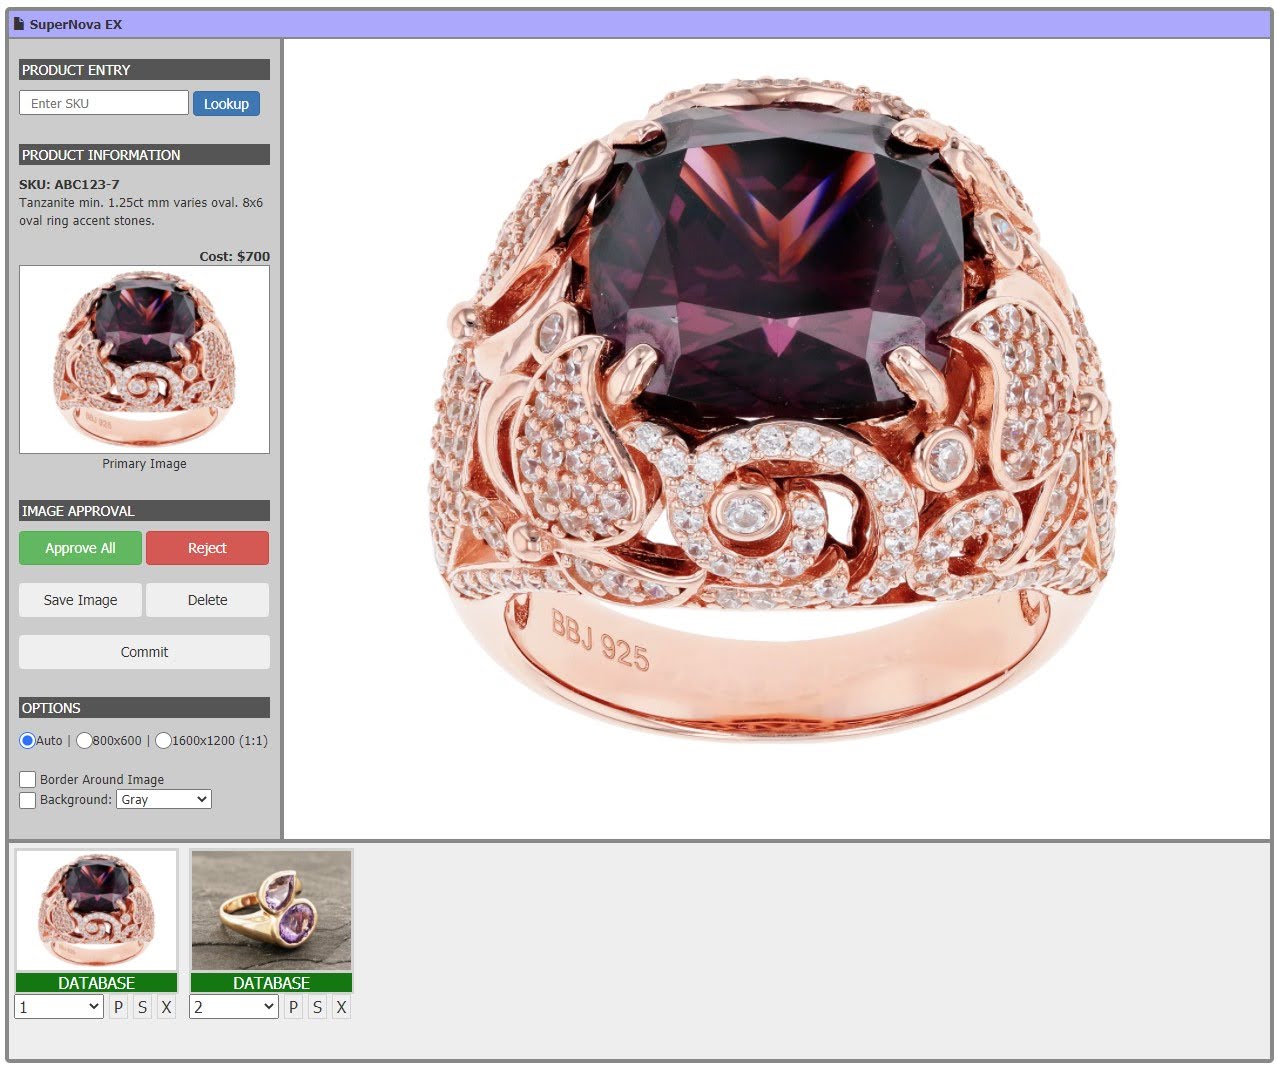 SuperNova EX
PRODUCT ENTRY
Enter SKU Lookup
PRODUCT INFORMATION
SKU: ABC123-7
Tanzanite min. 1.25ct mm varies oval. 8x6
oval ring accent stones.
Cost: $700
BBJ 925
Primary Image
IMAGE APPROVAL
Approve All Reject
Save Image Delete
Commit
OPTIONS
Auto | 800x600 | 1600x1200 (1:1)
Border Around Image
Background: Gray
BBJ 925
DATABASE DATABASE
1 P S X 2 P S X